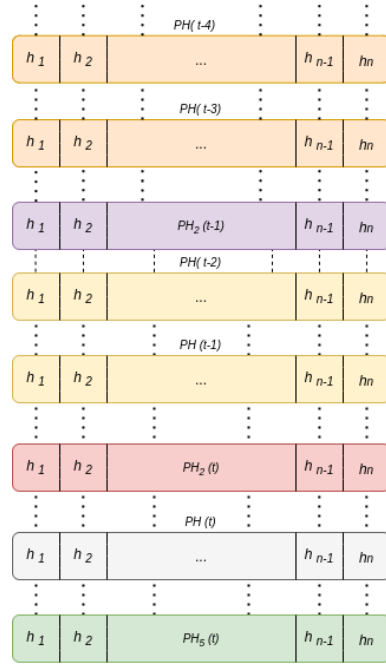 PH( t-4)
h 1 h 2 ... h n-1 hn
PH( t-3)
h 1 h 2 ... h n-1 hn
h 1 h 2 PH2 (t-1) h n-1 hn
PH( t-2)
h 1 h 2 ... h n-1 hn
PH (t-1)
h 1 h 2 ... h n-1 hn
h 1 h 2 PH2 (t) h n-1 hn
PH (t)
h 1 h 2 ... h n-1 hn
h 1 h 2 PH5 (t) h n-1 hn